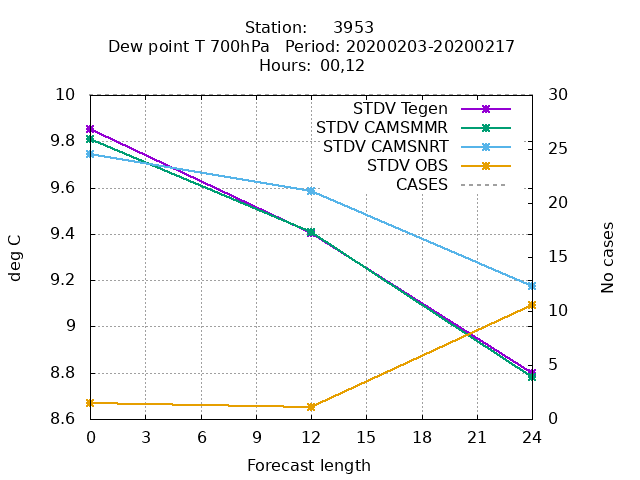 Station:     3953
Dew point T 700hPa   Period: 20200203-20200217
Hours:  00,12
10
9.8
9.6
9.4
9.2
9
8.8
8.6
deg C
STDV Tegen
STDV CAMSMMR
STDV CAMSNRT
STDV OBS
CASES
30
25
20
15
10
5
0
No cases
0 3 6 9 12 15 18 21 24
Forecast length